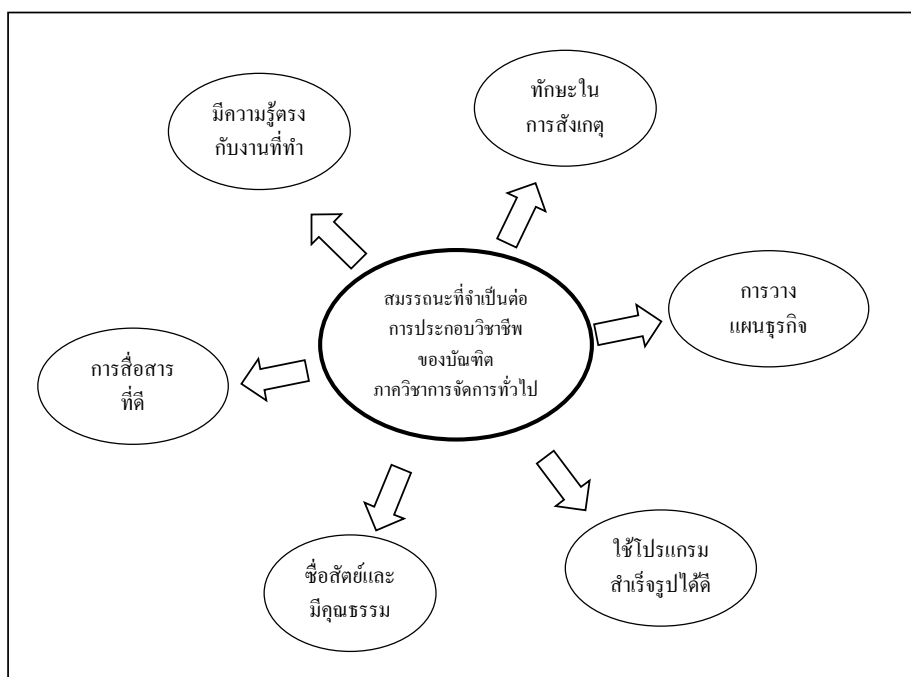 มีความรู้ตรง
กับงานที่ทำ
ทักษะใน
การสังเกตุ
สมรรถนะที่จำเป็นต่อ
การประกอบวิชาชีพ
ของบัณฑิต
ภาควิชาการจัดการทั่วไป
การวาง
แผนธุรกิจ
การสื่อสาร
ที่ดี
ซื่อสัตย์และ
มีคุณธรรม
ใช้โปรแกรม
สำเร็จรูปได้ดี